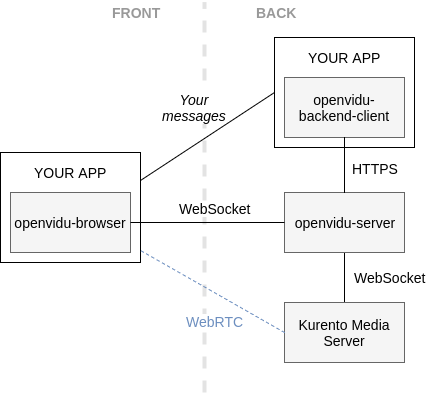 FRONT
BACK
YOUR APP
openvidu-
backend-client
Your
messages
HTTPS
YOUR APP
openvidu-browser
WebSocket
openvidu-server
WebSocket
WebRTC
Kurento Media
Server